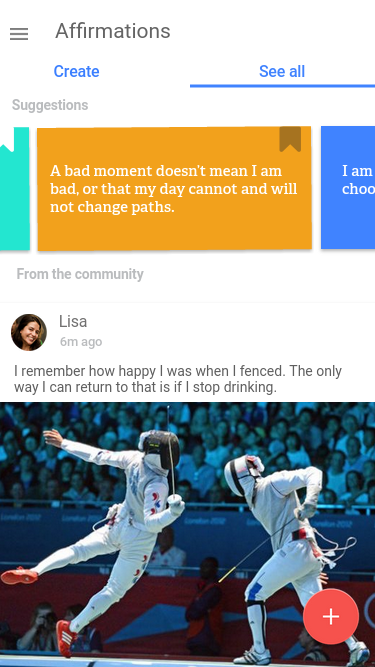 Affirmations
Create
See all
Suggestions
A bad moment doesn't mean I am
bad, or that my day cannot and will
not change paths.
I am
choo
From the community
Lisa
6m ago
I remember how happy I was when I fenced. The only
way I can return to that is if I stop drinking.